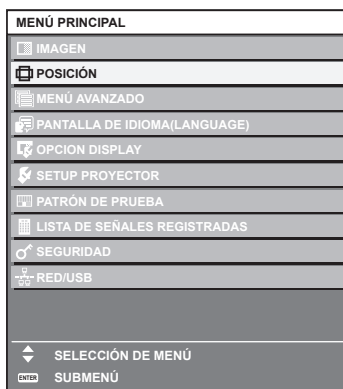 MENÚ PRINCIPAL
IMAGEN
POSICIÓN
MENÚ AVANZADO
PANTALLA DE IDIOMA(LANGUAGE)
OPCION DISPLAY
SETUP PROYECTOR
PATRÓN DE PRUEBA
LISTA DE SEÑALES REGISTRADAS
SEGURIDAD
RED/USB
SELECCIÓN DE MENÚ
ENTER SUBMENÚ